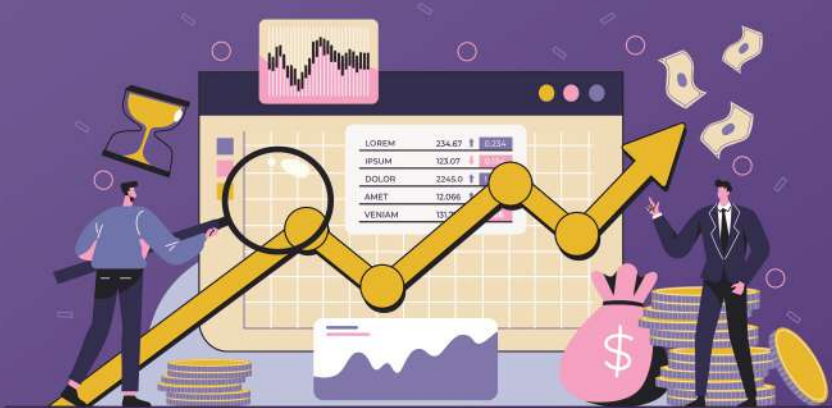 LOREM 234.67 0.234
IPSUM 123.07
DOLOR 2245.0
AMET 12.066
VENIAM
$